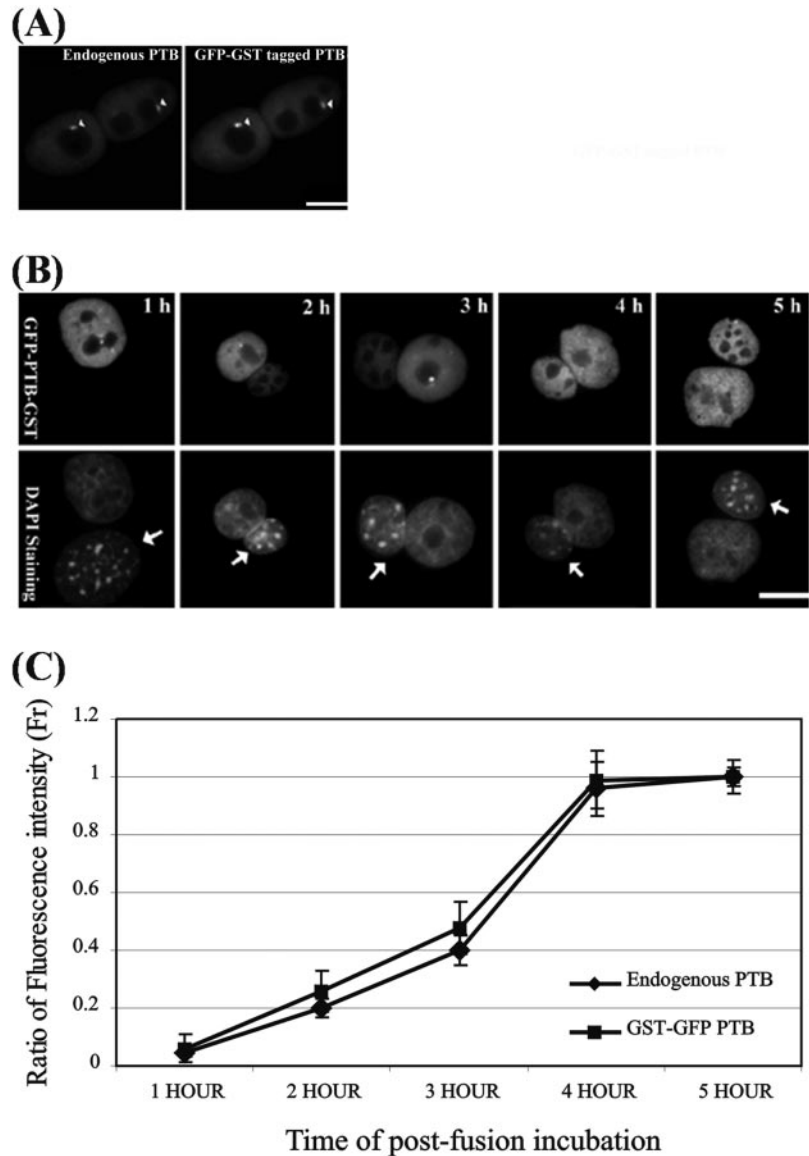 (A)
Endogenous PTB
GFP-GST tagged PTB
(B)
GFP-PTB-GST
1 h
2 h
3 h
4 h
5 h
DAPI Staining
(C)
Ratio of Fluorescence intensity (Fr)
1.2
1
0.8
0.6
0.4
0.2
0
Endogenous PTB
GST-GFP PTB
1 HOUR
2 HOUR
3 HOUR
4 HOUR
5 HOUR
Time of post-fusion incubation